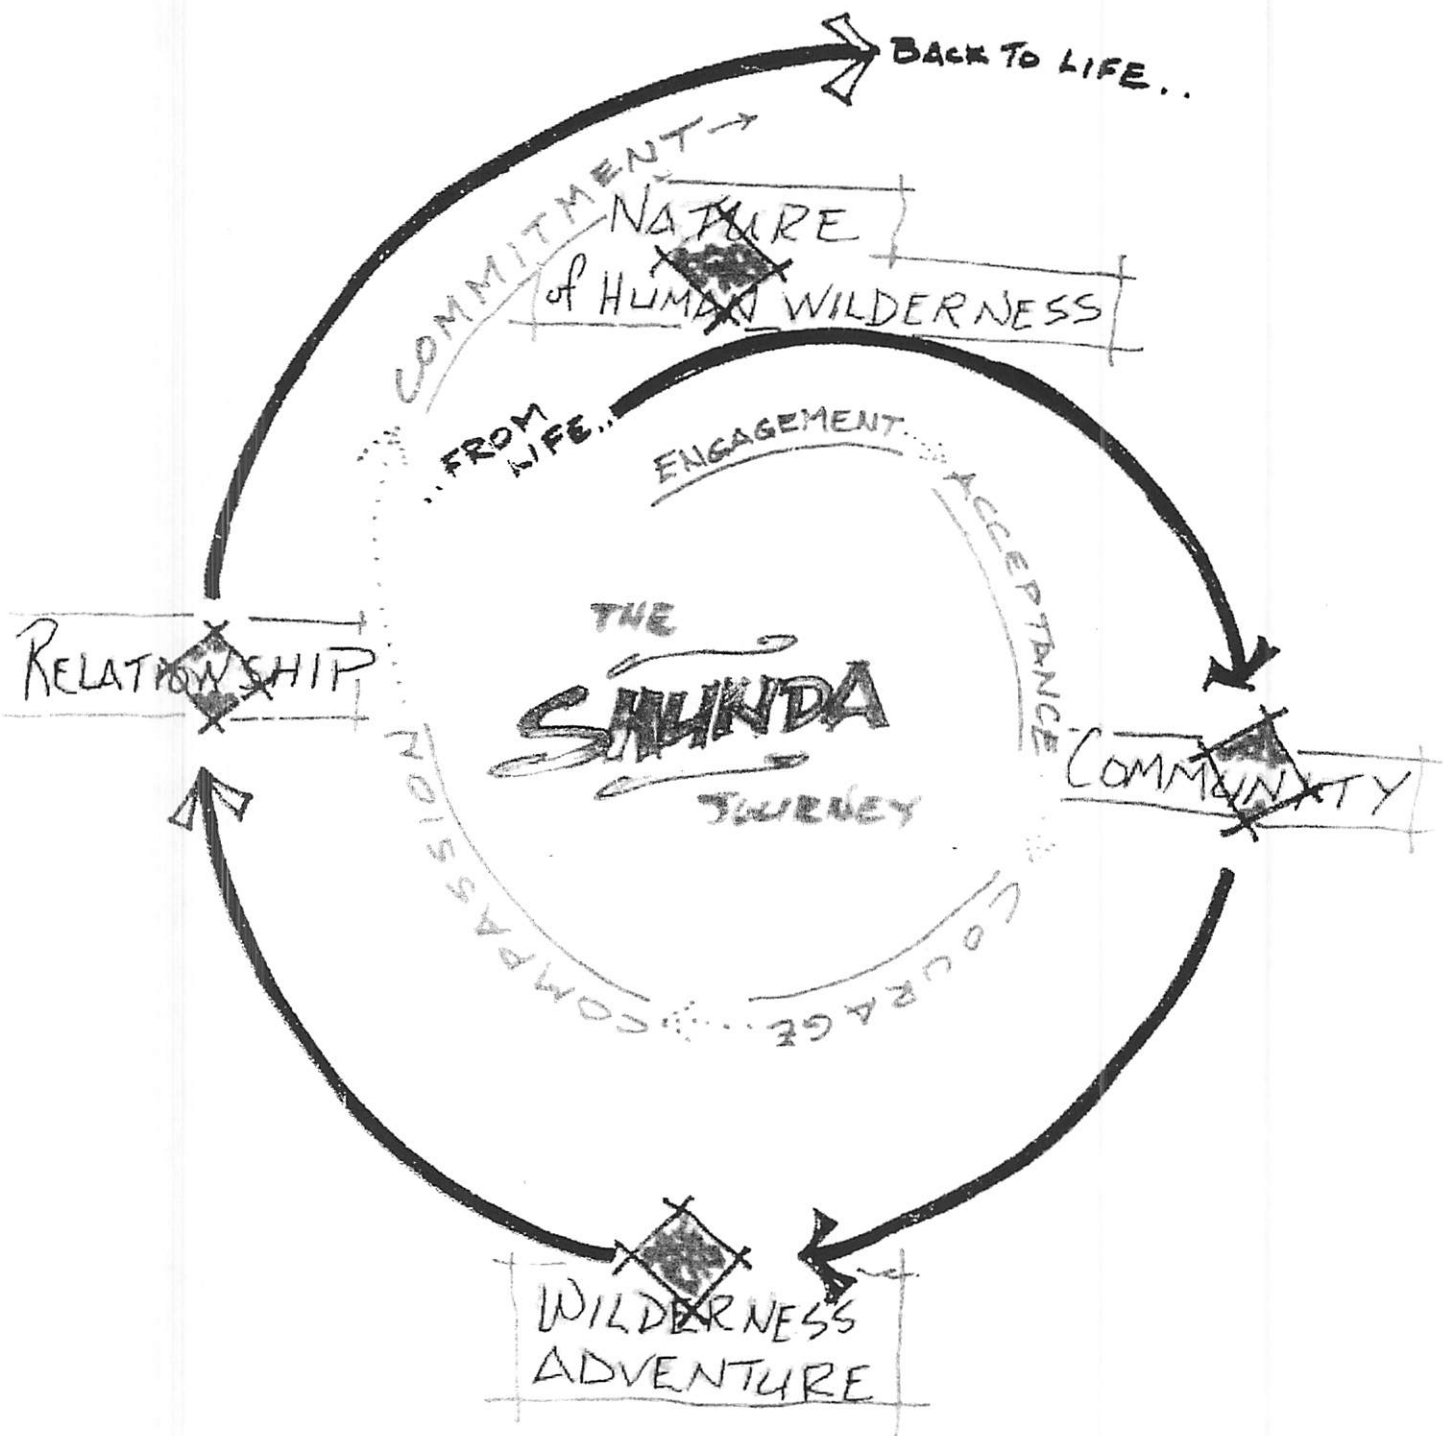 BACK TO LIFE..
COMMITMENT
NATURE
of HUMAN WILDERNESS
..FROM
LIFE..
ENGAGEMENT
ACCEPTANCE
THE
SHUNDA
JOURNEY
RELATIONSHIP
COMMUNITY
COMPASSION
COURAGE
WILDERNESS
ADVENTURE